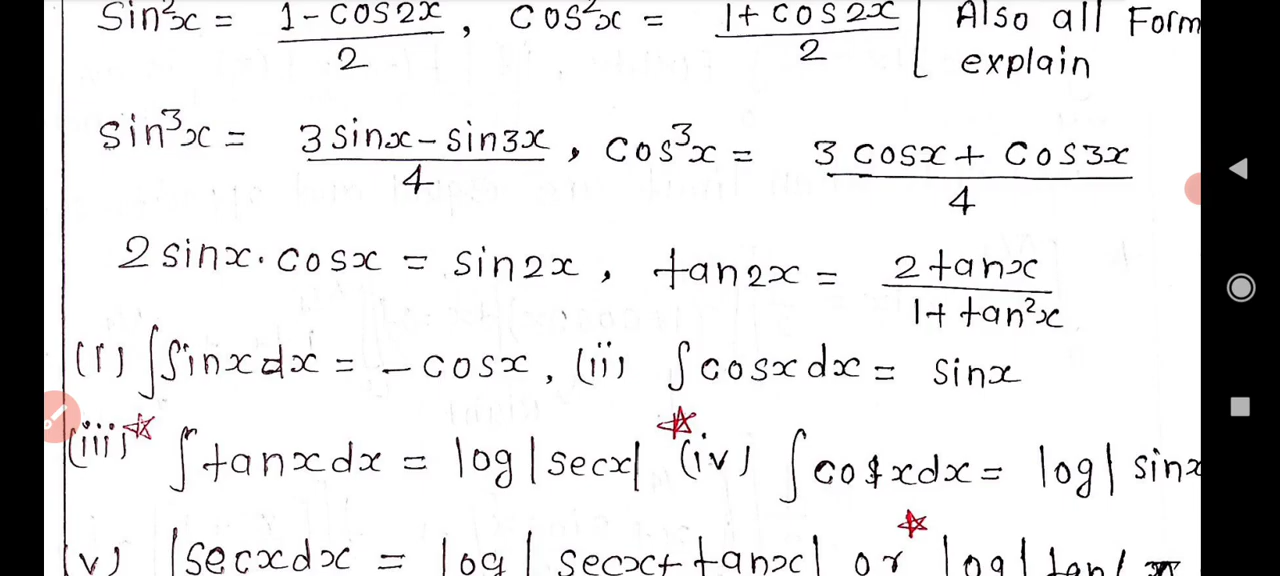 Sin²x = (1 - cos2x)/2 , Cos²x = (1 + cos2x)/2 | Also all Form
explain
sin³x = (3 sinx - sin3x)/4 , cos³x = (3 cosx + cos3x)/4
2 sinx · cosx = sin2x , tan2x = (2 tanx)/(1 + tan²x)
(i) ∫sinx dx = - cosx , (ii) ∫cosx dx = sinx
(iii) ∫tanx dx = log|secx| (iv) ∫cotx dx = log| sinx
(v) ∫secx dx = log| secx + tanx| or log| tan( π